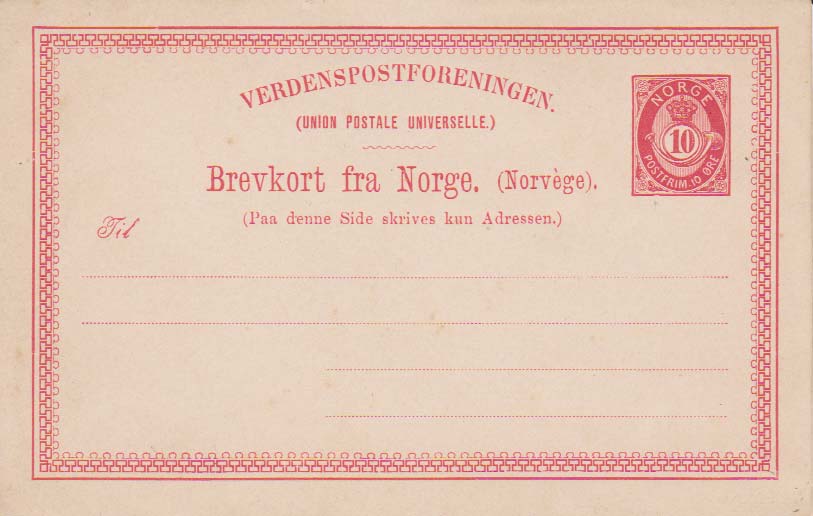 VERDENSPOSTFORENINGEN.
(UNION POSTALE UNIVERSELLE.)
Brevkort fra Norge. (Norvège).
(Paa denne Side skrives kun Adressen.)
Til
NORGE
10
POSTFRIM. 10 ØRE